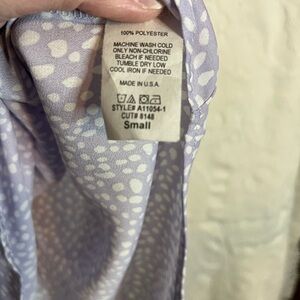 100% POLYESTER
MACHINE WASH COLD
ONLY NON-CHLORINE
BLEACH IF NEEDED
TUMBLE DRY LOW
COOL IRON IF NEEDED
MADE IN U.S.A.
STYLE# A11054-1
CUT# 8148
Small